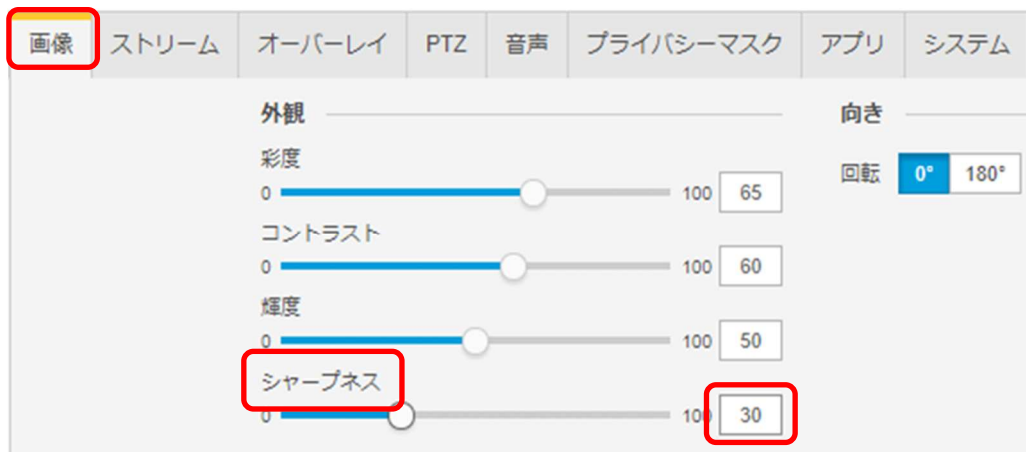 画像 ストリーム オーバーレイ PTZ 音声 プライバシーマスク アプリ システム
外観
彩度
0 100 65
コントラスト
0 100 60
輝度
0 100 50
シャープネス
0 100 30
向き
回転 0° 180°